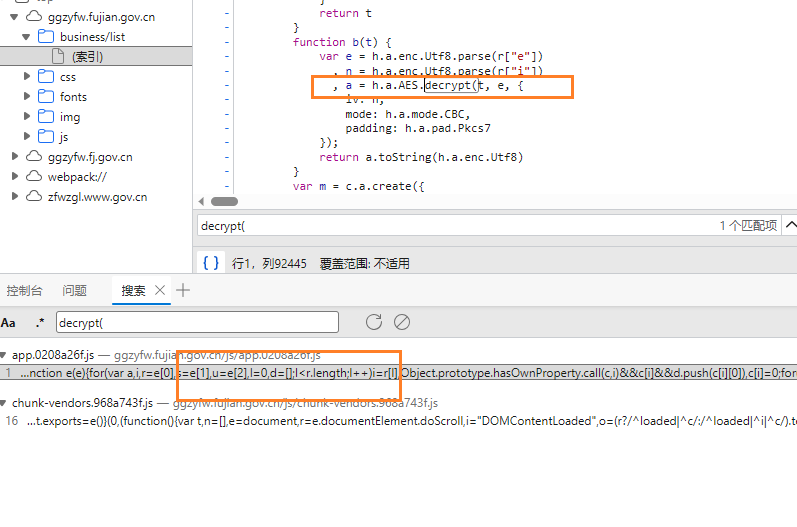 ggzyfw.fujian.gov.cn
business/list
(索引)
css
fonts
img
js
ggzyfw.fj.gov.cn
webpack://
zfwzgl.www.gov.cn
}
return t
}
function b(t) {
var e = h.a.enc.Utf8.parse(r["e"])
, n = h.a.enc.Utf8.parse(r["i"])
, a = h.a.AES.decrypt(t, e, {
iv: n,
mode: h.a.mode.CBC,
padding: h.a.pad.Pkcs7
});
return a.toString(h.a.enc.Utf8)
}
var m = c.a.create({
decrypt(
1 个匹配项
{ } 行1，列92445 覆盖范围: 不适用
控制台 问题 搜索
Aa .* decrypt(
app.0208a26f.js — ggzyfw.fujian.gov.cn/js/app.0208a26f.js
1 ...nction e(e){for(var a,i,r=e[0],s=e[1],u=e[2],l=0,d=[];l<r.length;l++)i=r[l],Object.prototype.hasOwnProperty.call(c,i)&&c[i]&&d.push(c[i][0]),c[i]=0;for(
chunk-vendors.968a743f.js — ggzyfw.fujian.gov.cn/js/chunk-vendors.968a743f.js
16 ...t.exports=e()}(0,(function(){var t,n=[],e=document,r=e.documentElement.doScroll,i="DOMContentLoaded",o=(r?/^loaded|^c/:/^loaded|^i|^c/).te